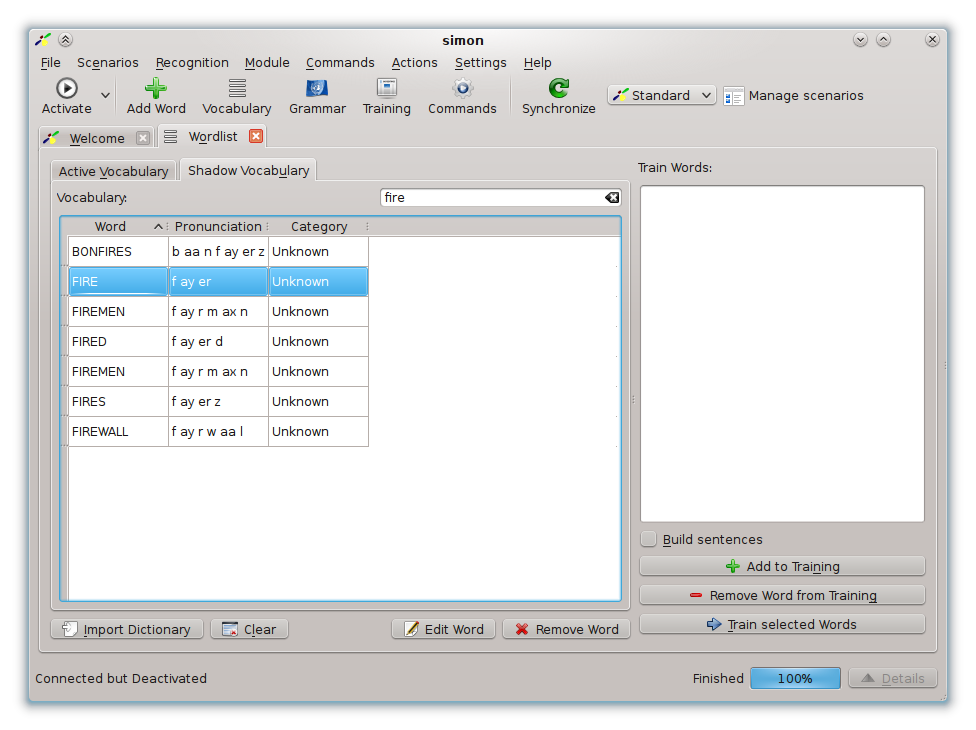 simon
File Scenarios Recognition Module Commands Actions Settings Help
Activate Add Word Vocabulary Grammar Training Commands Synchronize Standard Manage scenarios
Welcome Wordlist
Active Vocabulary Shadow Vocabulary
Vocabulary: fire
Word Pronunciation Category
BONFIRES b aa n f ay er z Unknown
FIRE f ay er Unknown
FIREMEN f ay r m ax n Unknown
FIRED f ay er d Unknown
FIREMEN f ay r m ax n Unknown
FIRES f ay er z Unknown
FIREWALL f ay r w aa l Unknown
Import Dictionary Clear Edit Word Remove Word
Train Words:
Build sentences
Add to Training
Remove Word from Training
Train selected Words
Connected but Deactivated Finished 100% Details